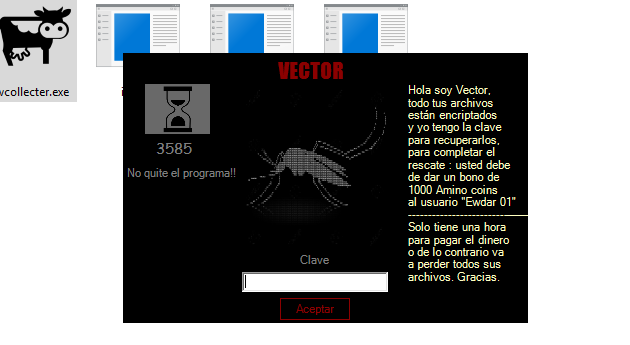 vcollecter.exe
VECTOR
3585
No quite el programa!!
Hola soy Vector,
todo tus archivos
están encriptados
y yo tengo la clave
para recuperarlos,
para completar el
rescate : usted debe
de dar un bono de
1000 Amino coins
al usuario "Ewdar 01"
Solo tiene una hora
para pagar el dinero
o de lo contrario va
a perder todos sus
archivos. Gracias.
Clave
Aceptar